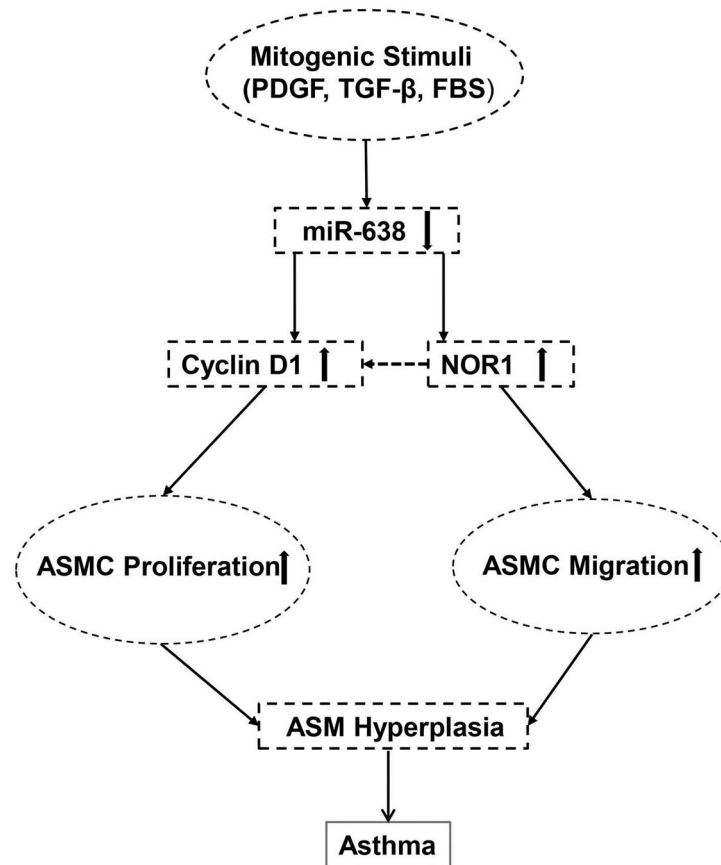 Mitogenic Stimuli
(PDGF, TGF-β, FBS)
miR-638
Cyclin D1
NOR1
ASMC Proliferation
ASMC Migration
ASM Hyperplasia
Asthma